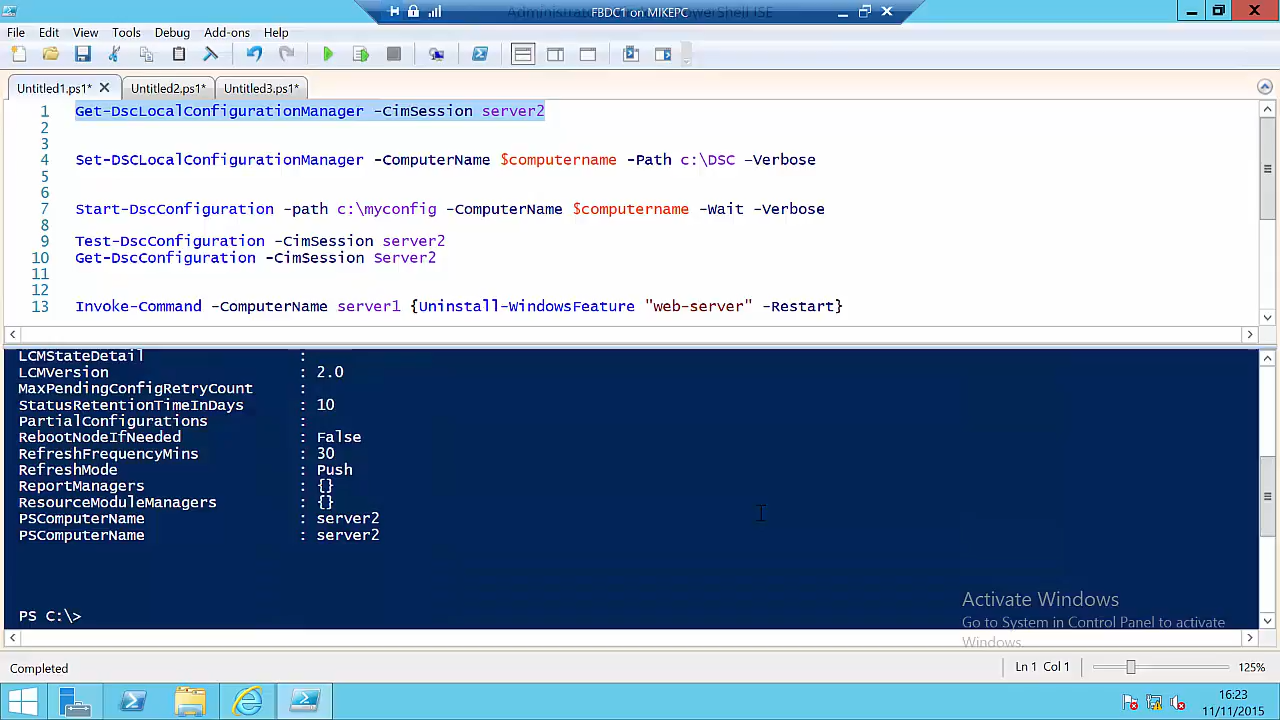 FBDC1 on MIKEPC
File Edit View Tools Debug Add-ons Help
Untitled1.ps1* Untitled2.ps1* Untitled3.ps1*
1 Get-DscLocalConfigurationManager -CimSession server2
2
3
4 Set-DSCLocalConfigurationManager -ComputerName $computername -Path c:\DSC –Verbose
5
6
7 Start-DscConfiguration -path c:\myconfig -ComputerName $computername -Wait -Verbose
8
9 Test-DscConfiguration -CimSession server2
10 Get-DscConfiguration -CimSession Server2
11
12
13 Invoke-Command -ComputerName server1 {Uninstall-WindowsFeature "web-server" -Restart}
LCMStateDetail :
LCMVersion : 2.0
MaxPendingConfigRetryCount :
StatusRetentionTimeInDays : 10
PartialConfigurations :
RebootNodeIfNeeded : False
RefreshFrequencyMins : 30
RefreshMode : Push
ReportManagers : {}
ResourceModuleManagers : {}
PSComputerName : server2
PSComputerName : server2
PS C:\>
Activate Windows
Go to System in Control Panel to activate
Windows.
Completed Ln 1 Col 1 125%
16:23
11/11/2015